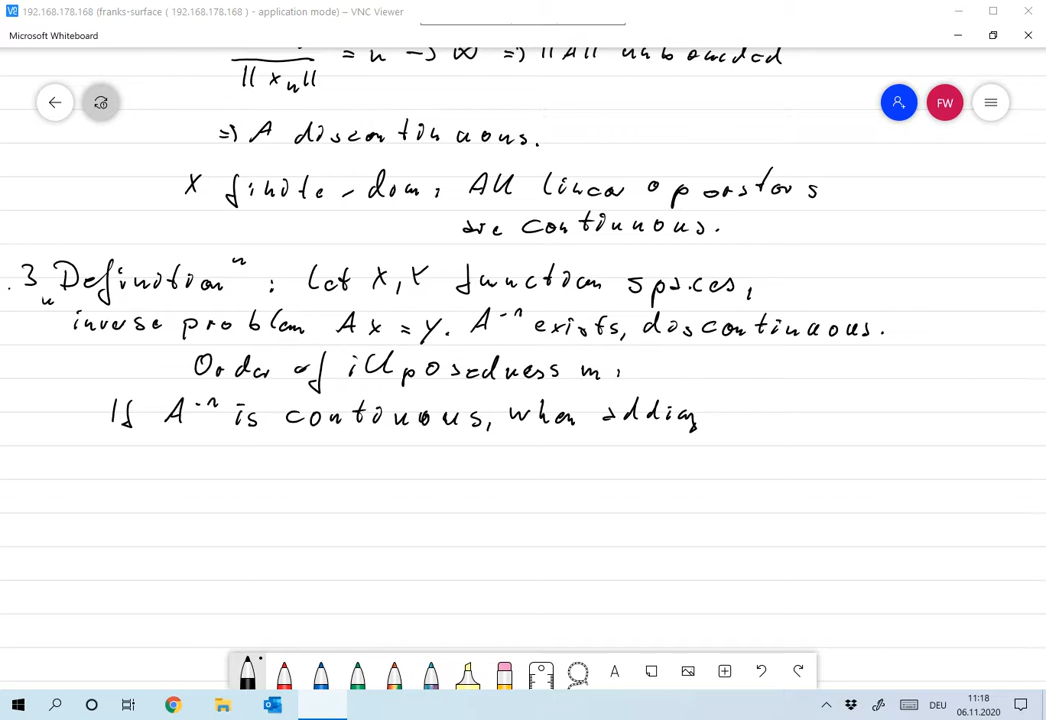 192.168.178.168 (franks-surface ( 192.168.178.168 ) - application mode) – VNC Viewer
Microsoft Whiteboard
|| xn || = n → ∞ ⇒ ||A|| unbounded
⇒ A discontinuous.
X finite-dim: All linear operators
are continuous.
.3 "Definition": Let X, Y function spaces,
inverse problem Ax = y. A⁻¹ exists, discontinuous.
Order of illposedness m:
If A⁻¹ is continuous, when adding
FW
A
DEU
11:18
06.11.2020